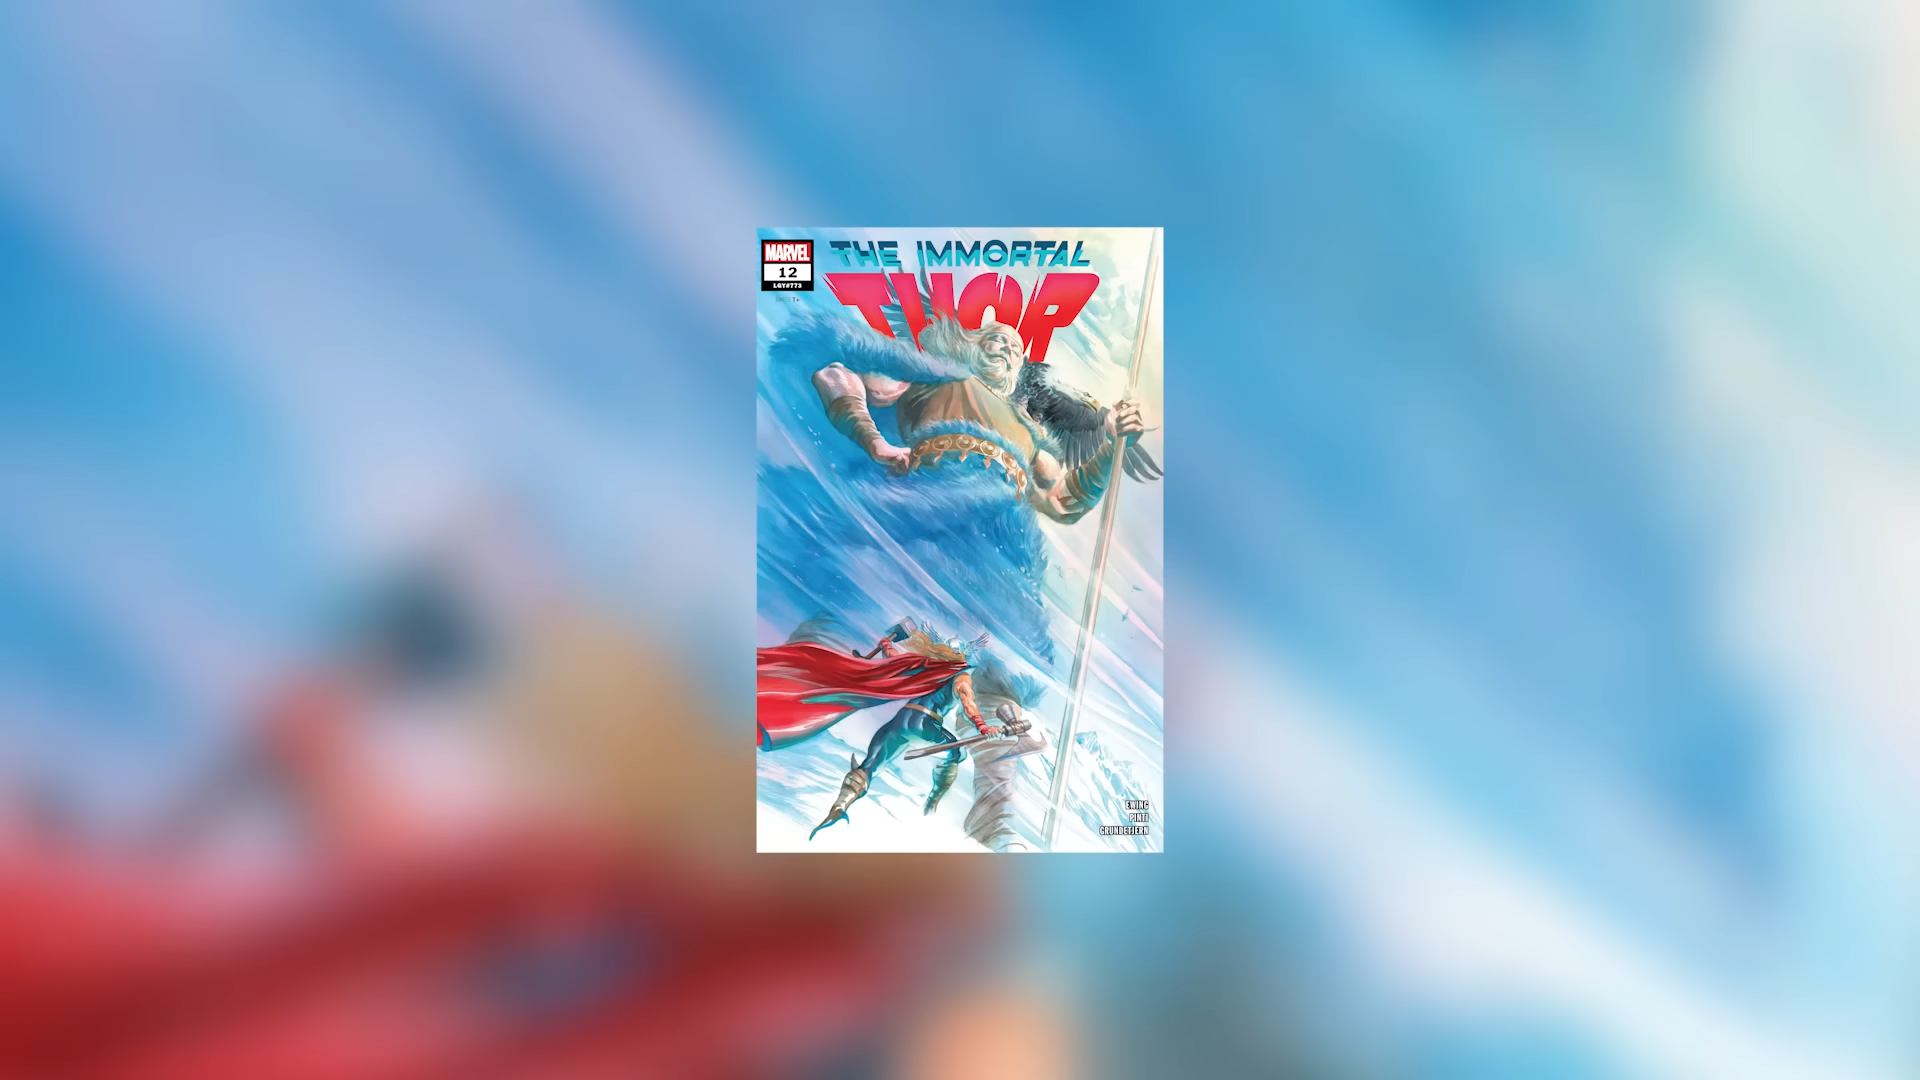 MARVEL
12
LGY#773
THE IMMORTAL
THOR
EWING
PINTI
GRUNDETJERN